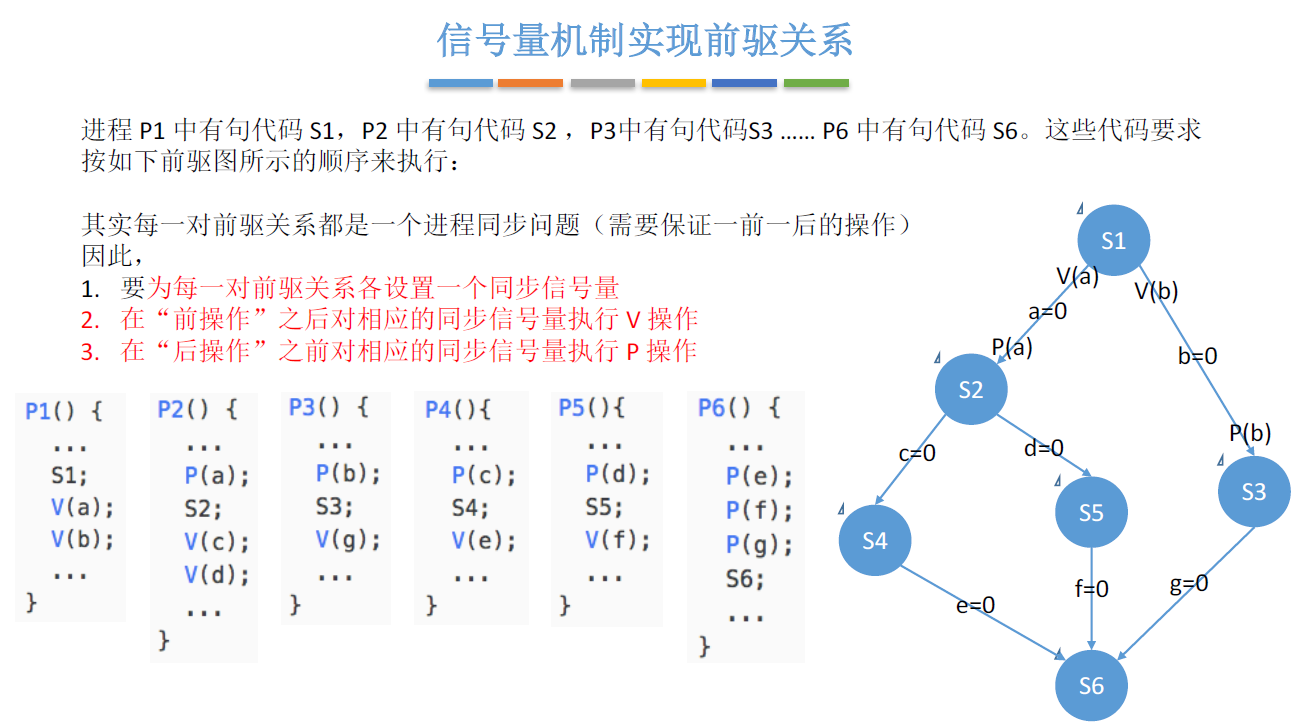 信号量机制实现前驱关系
进程 P1 中有句代码 S1，P2 中有句代码 S2 ，P3中有句代码S3 …… P6 中有句代码 S6。这些代码要求
按如下前驱图所示的顺序来执行：
其实每一对前驱关系都是一个进程同步问题（需要保证一前一后的操作）
因此，
1. 要为每一对前驱关系各设置一个同步信号量
2. 在“前操作”之后对相应的同步信号量执行 V 操作
3. 在“后操作”之前对相应的同步信号量执行 P 操作
P1() {
...
S1;
V(a);
V(b);
...
}
P2() {
...
P(a);
S2;
V(c);
V(d);
...
}
P3() {
...
P(b);
S3;
V(g);
...
}
P4(){
...
P(c);
S4;
V(e);
...
}
P5(){
...
P(d);
S5;
V(f);
...
}
P6() {
...
P(e);
P(f);
P(g);
S6;
...
}
S1
V(a)
V(b)
a=0
P(a)
b=0
S2
P(b)
c=0
d=0
S3
S5
S4
f=0
g=0
e=0
S6